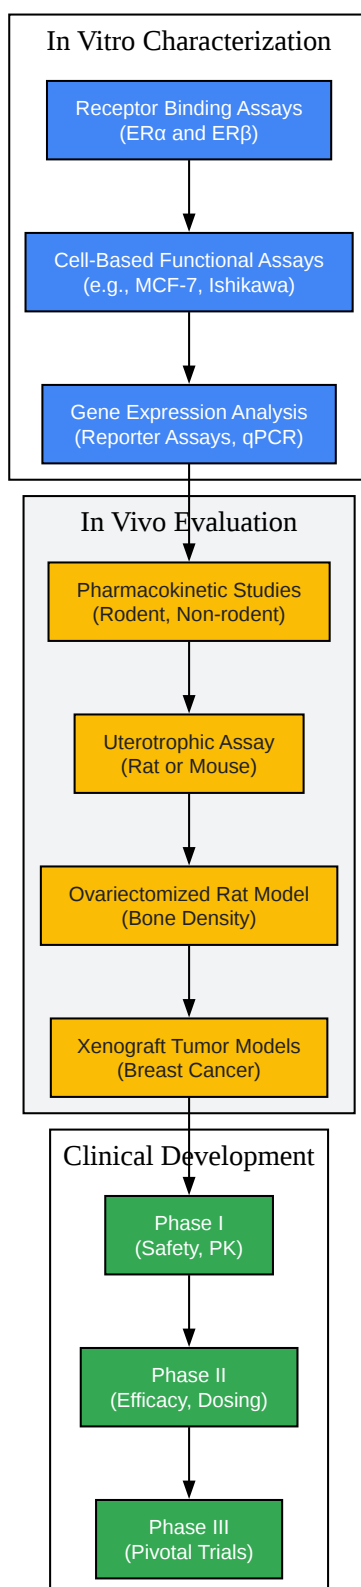 In Vitro Characterization
Receptor Binding Assays
(ERα and ERβ)
Cell-Based Functional Assays
(e.g., MCF-7, Ishikawa)
Gene Expression Analysis
(Reporter Assays, qPCR)
In Vivo Evaluation
Pharmacokinetic Studies
(Rodent, Non-rodent)
Uterotrophic Assay
(Rat or Mouse)
Ovariectomized Rat Model
(Bone Density)
Xenograft Tumor Models
(Breast Cancer)
Clinical Development
Phase I
(Safety, PK)
Phase II
(Efficacy, Dosing)
Phase III
(Pivotal Trials)